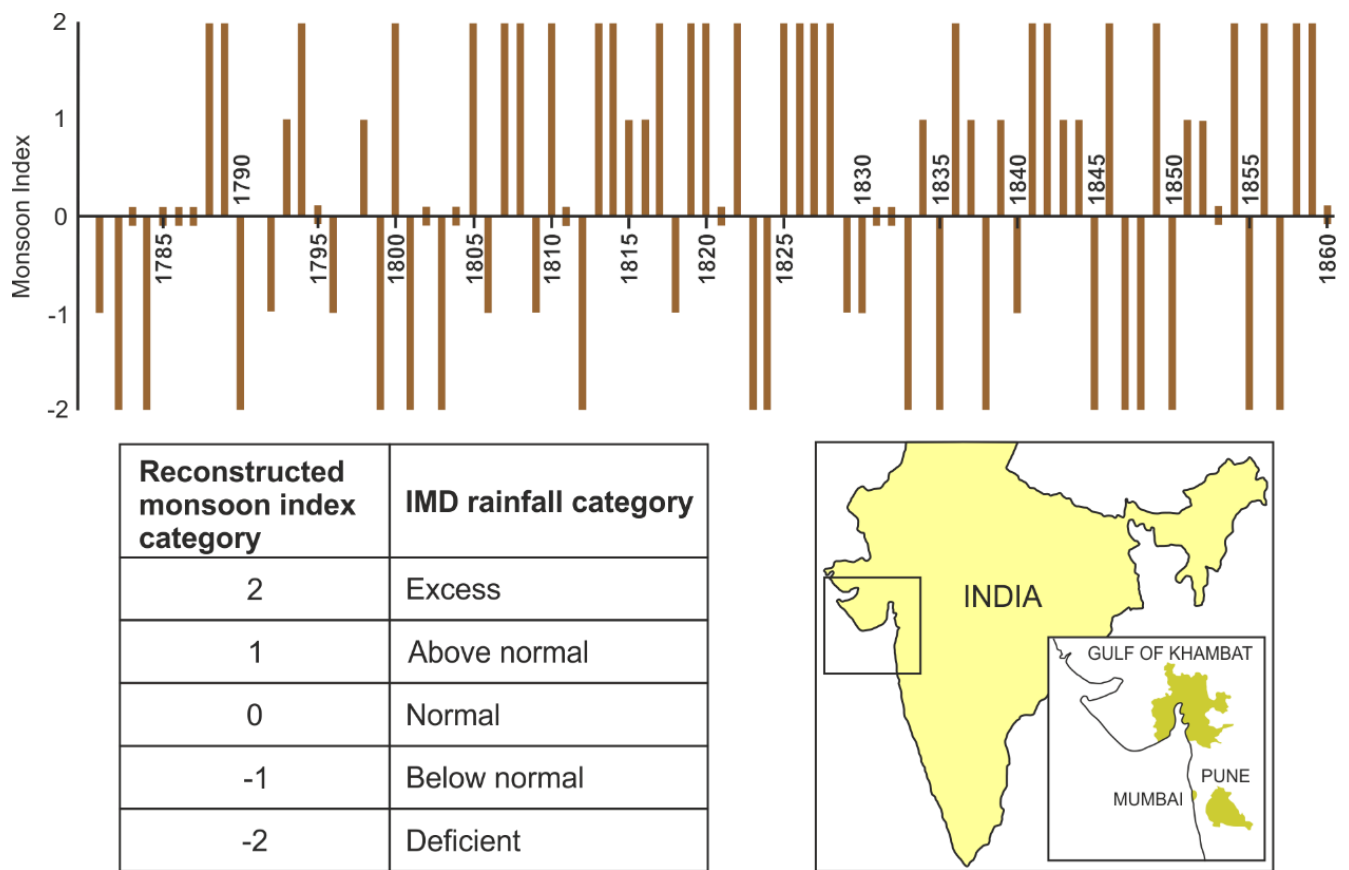 Monsoon Index
2
1
0
-1
-2
1785
1790
1795
1800
1805
1810
1815
1820
1825
1830
1835
1840
1845
1850
1855
1860
Reconstructed
monsoon index
category
IMD rainfall category
2
Excess
1
Above normal
0
Normal
-1
Below normal
-2
Deficient
INDIA
GULF OF KHAMBAT
PUNE
MUMBAI